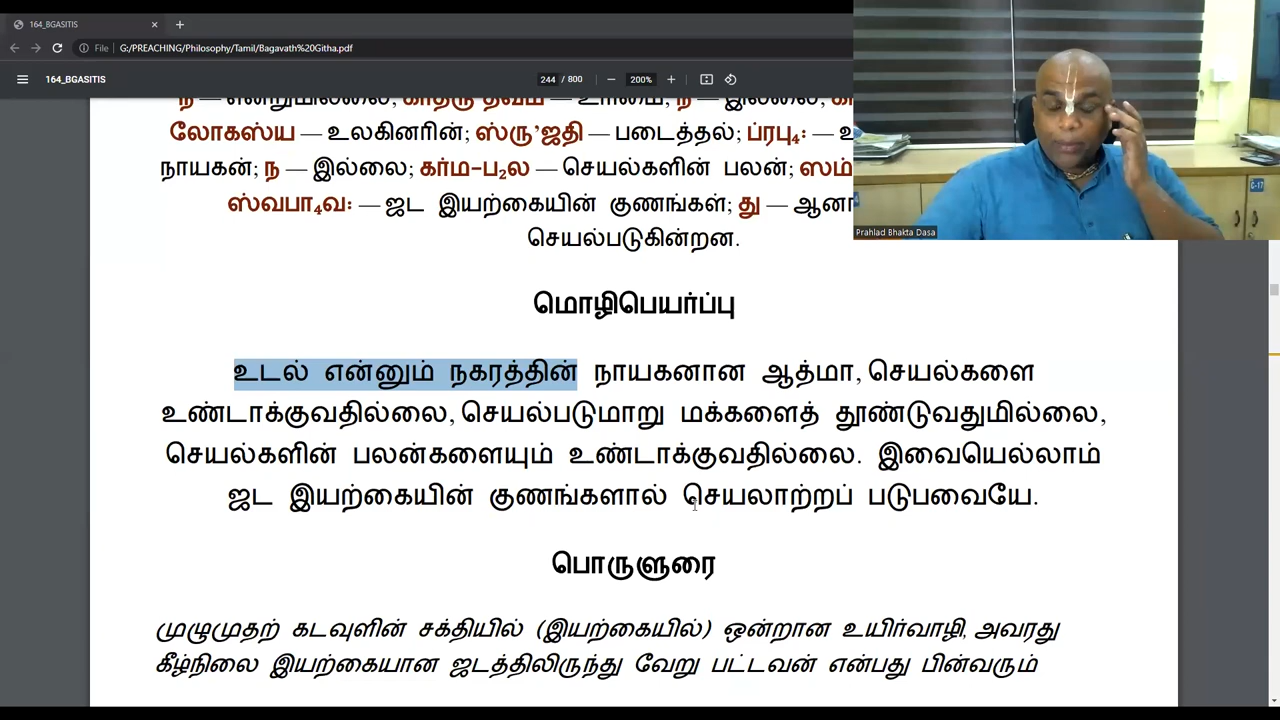 164_BGASITIS
File
G:/PREACHING/Philosophy/Tamil/Bagavath%20Githa.pdf
164_BGASITIS
244 / 800
200%
லோகஸ்ய — உலகினரின்; ஸ்ரு'ஜதி — படைத்தல்; ப்ரபு4: —
நாயகன்; ந — இல்லை; கர்ம-ப2ல — செயல்களின் பலன்;
ஸ்வபா4வ: — ஜட இயற்கையின் குணங்கள்; து —
செயல்படுகின்றன.
C-17
Prahlad Bhakta Dasa
மொழிபெயர்ப்பு
உடல் என்னும் நகரத்தின் நாயகனான ஆத்மா, செயல்களை
உண்டாக்குவதில்லை, செயல்படுமாறு மக்களைத் தூண்டுவதுமில்லை,
செயல்களின் பலன்களையும் உண்டாக்குவதில்லை. இவையெல்லாம்
ஜட இயற்கையின் குணங்களால் செயலாற்றப் படுபவையே.
பொருளுரை
முழுமுதற் கடவுளின் சக்தியில் (இயற்கையில்) ஒன்றான உயிர்வாழி, அவரது
கீழ்நிலை இயற்கையான ஜடத்திலிருந்து வேறு பட்டவன் என்பது பின்வரும்